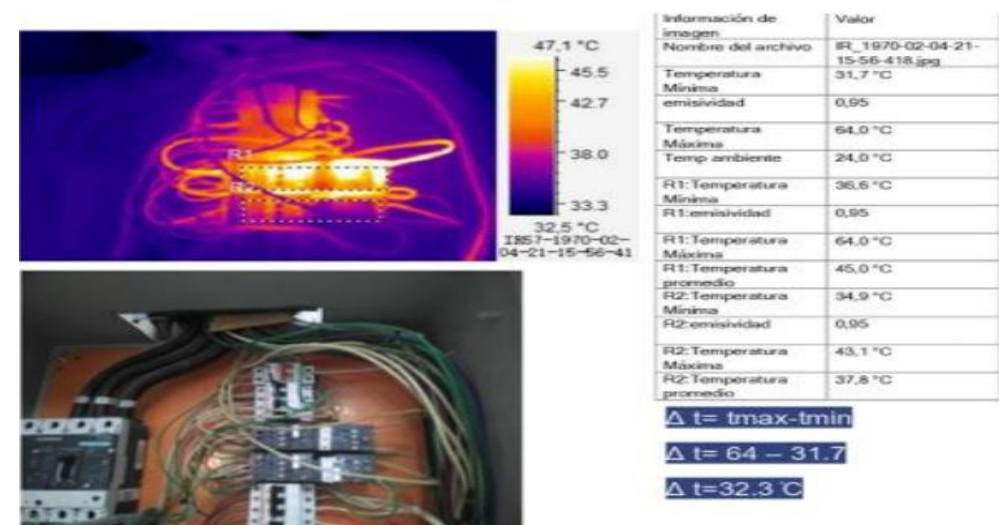 R1
R2
47,1 °C
45.5
42.7
38.0
33.3
32,5 °C
IR57-1970-02-
04-21-15-56-41
Información de imagen
Valor
Nombre del archivo
IR_1970-02-04-21-
15-56-418.jpg
Temperatura Mínima
31,7 °C
emisividad
0,95
Temperatura Máxima
64,0 °C
Temp ambiente
24,0 °C
R1:Temperatura Mínima
36,6 °C
R1:emisividad
0,95
R1:Temperatura Máxima
64,0 °C
R1:Temperatura promedio
45,0 °C
R2:Temperatura Mínima
34,9 °C
R2:emisividad
0,95
R2:Temperatura Máxima
43,1 °C
R2:Temperatura promedio
37,8 °C
Δ t= tmax-tmin
Δ t= 64 – 31.7
Δ t=32.3 ̊C